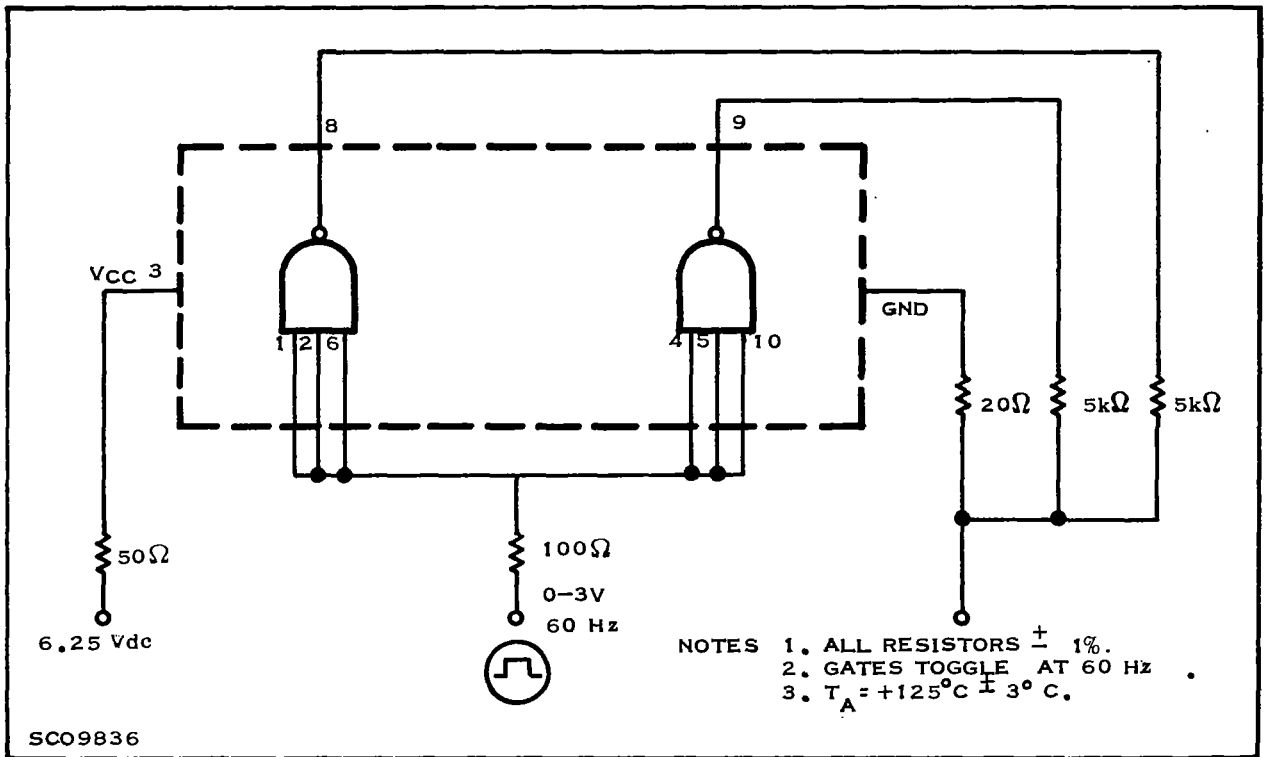 8
9
VCC 3
GND
1 2 6
4 5 10
20Ω
5kΩ
5kΩ
50Ω
100Ω
0-3V
60 Hz
6.25 Vdc
NOTES 1. ALL RESISTORS ± 1%.
2. GATES TOGGLE AT 60 Hz .
3. TA = +125°C ± 3° C.
SCO9836